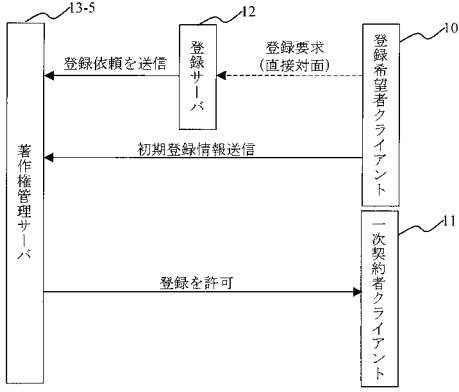 13-5
12
10
登録サーバ
登録要求
(直接対面)
登録依頼を送信
登録希望者クライアント
初期登録情報送信
著作権管理サーバ
11
一次契約者クライアント
登録を許可